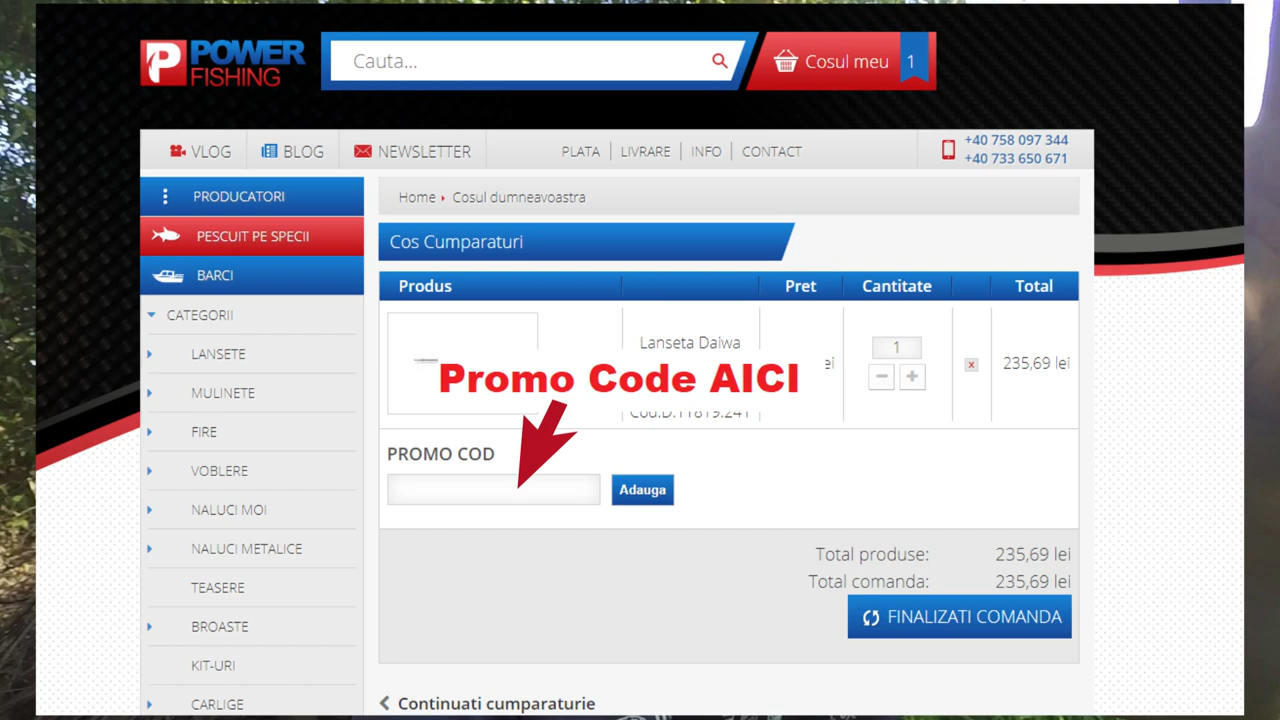 POWER
FISHING
Cauta...
Cosul meu
1
VLOG
BLOG
NEWSLETTER
PLATA
LIVRARE
INFO
CONTACT
+40 758 097 344
+40 733 650 671
PRODUCATORI
PESCUIT PE SPECII
BARCI
CATEGORII
LANSETE
MULINETE
FIRE
VOBLERE
NALUCI MOI
NALUCI METALICE
TEASERE
BROASTE
KIT-URI
CARLIGE
Home
Cosul dumneavoastra
Cos Cumparaturi
Produs Pret Cantitate Total
Lanseta Daiwa
1
235,69 lei
Promo Code AICI
Cod.D.11819.241
PROMO COD
Adauga
Total produse: 235,69 lei
Total comanda: 235,69 lei
FINALIZATI COMANDA
Continuati cumparaturie